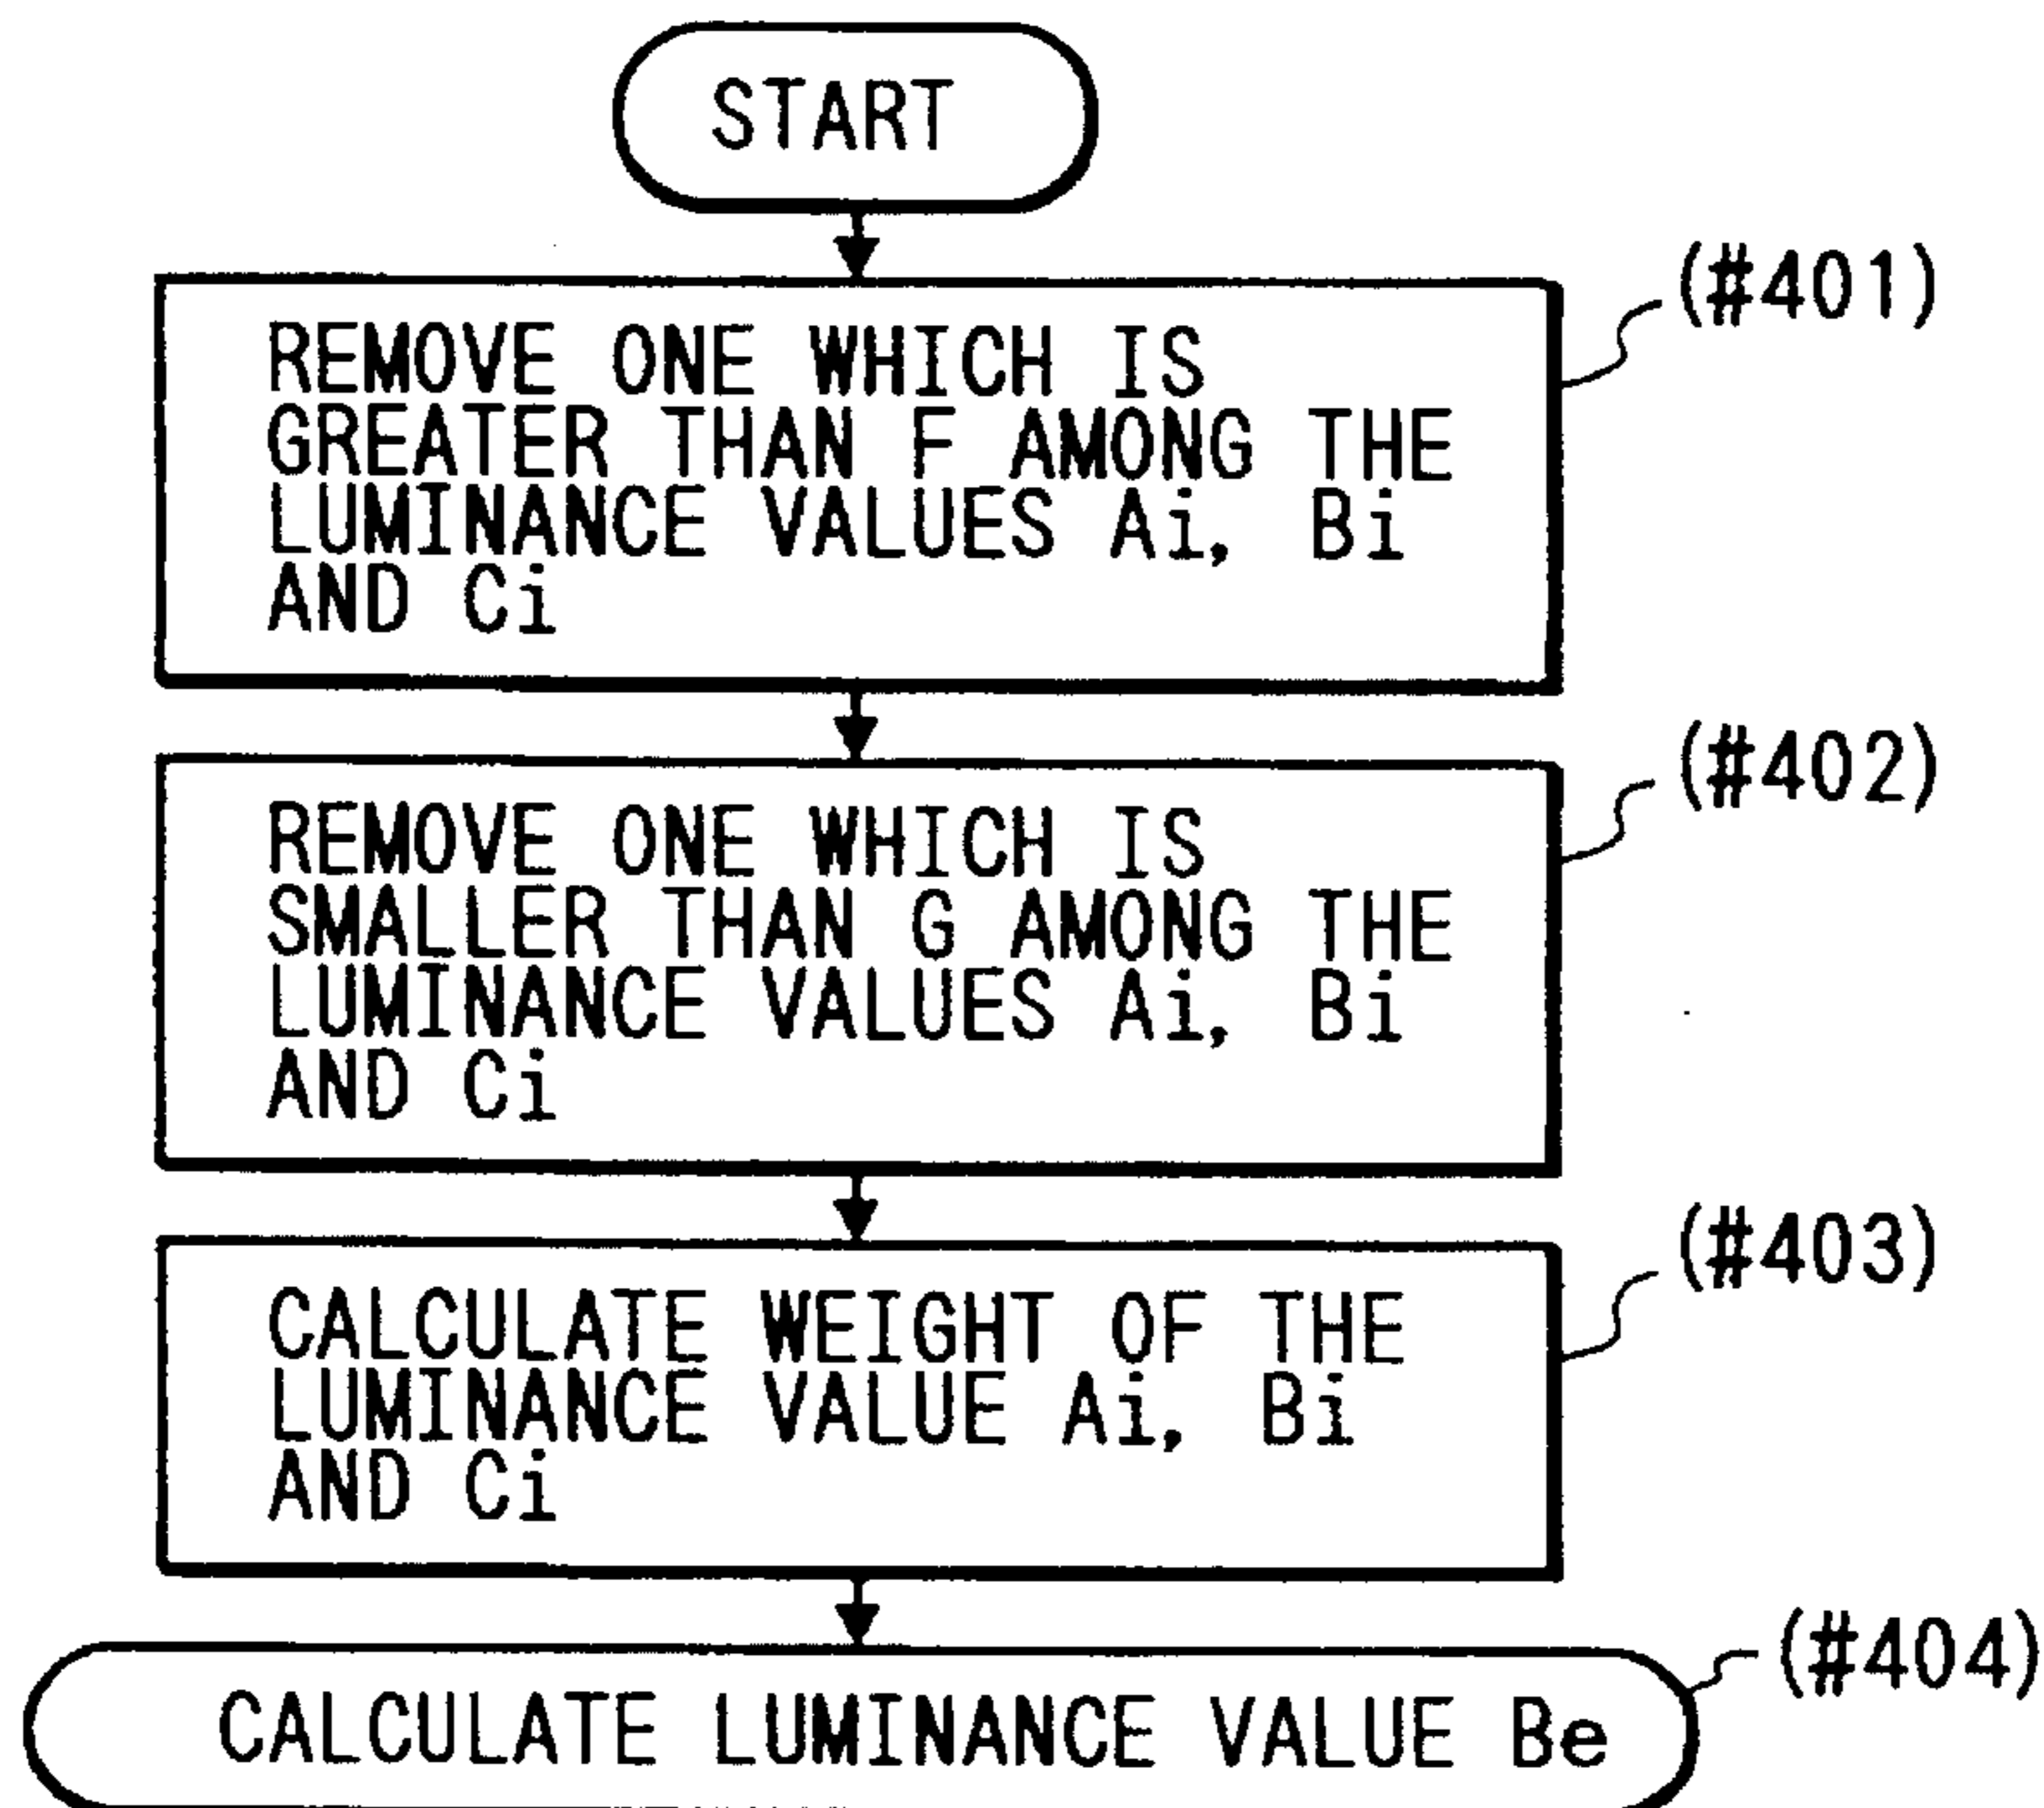 START
(#401)
REMOVE ONE WHICH IS
GREATER THAN F AMONG THE
LUMINANCE VALUES Ai, Bi
AND Ci
(#402)
REMOVE ONE WHICH IS
SMALLER THAN G AMONG THE
LUMINANCE VALUES Ai, Bi
AND Ci
(#403)
CALCULATE WEIGHT OF THE
LUMINANCE VALUE Ai, Bi
AND Ci
(#404)
CALCULATE LUMINANCE VALUE Be